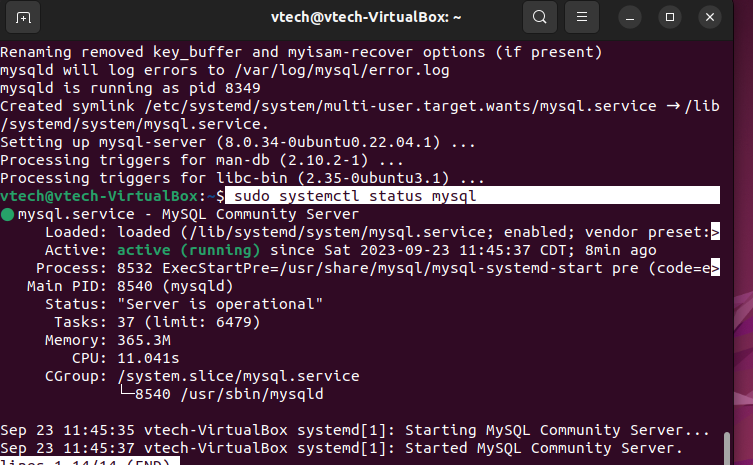 vtech@vtech-VirtualBox: ~
Renaming removed key_buffer and myisam-recover options (if present)
mysqld will log errors to /var/log/mysql/error.log
mysqld is running as pid 8349
Created symlink /etc/systemd/system/multi-user.target.wants/mysql.service → /lib
/systemd/system/mysql.service.
Setting up mysql-server (8.0.34-0ubuntu0.22.04.1) ...
Processing triggers for man-db (2.10.2-1) ...
Processing triggers for libc-bin (2.35-0ubuntu3.1) ...
vtech@vtech-VirtualBox:~$ sudo systemctl status mysql
● mysql.service - MySQL Community Server
     Loaded: loaded (/lib/systemd/system/mysql.service; enabled; vendor preset:>
     Active: active (running) since Sat 2023-09-23 11:45:37 CDT; 8min ago
    Process: 8532 ExecStartPre=/usr/share/mysql/mysql-systemd-start pre (code=e>
   Main PID: 8540 (mysqld)
     Status: "Server is operational"
      Tasks: 37 (limit: 6479)
     Memory: 365.3M
        CPU: 11.041s
     CGroup: /system.slice/mysql.service
             └─8540 /usr/sbin/mysqld
Sep 23 11:45:35 vtech-VirtualBox systemd[1]: Starting MySQL Community Server...
Sep 23 11:45:37 vtech-VirtualBox systemd[1]: Started MySQL Community Server.
lines 1-14/14 (END)